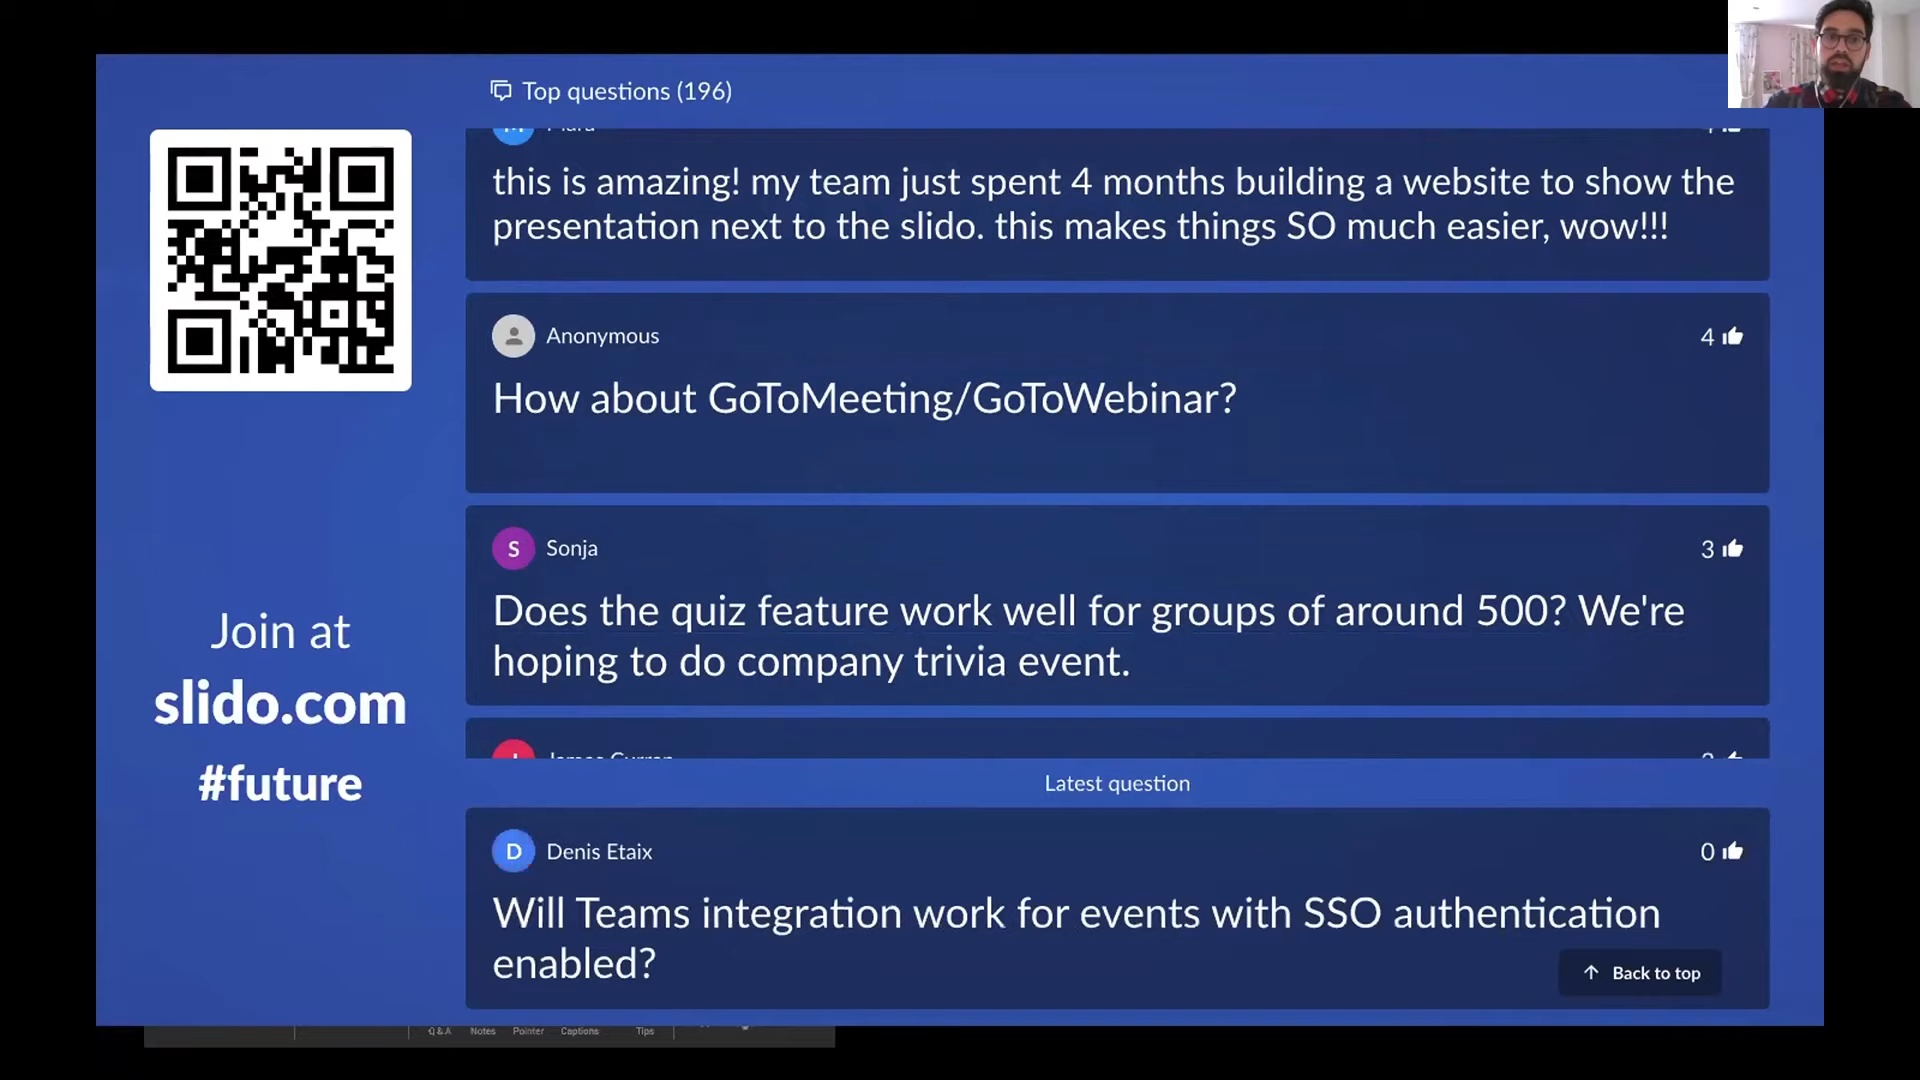 Top questions (196)
this is amazing! my team just spent 4 months building a website to show the
presentation next to the slido. this makes things SO much easier, wow!!!
Anonymous
4
How about GoToMeeting/GoToWebinar?
S
Sonja
3
Does the quiz feature work well for groups of around 500? We're
hoping to do company trivia event.
Join at
slido.com
#future
Latest question
D
Denis Etaix
0
Will Teams integration work for events with SSO authentication
enabled?
Back to top
Q&A Notes Pointer Captions Tips